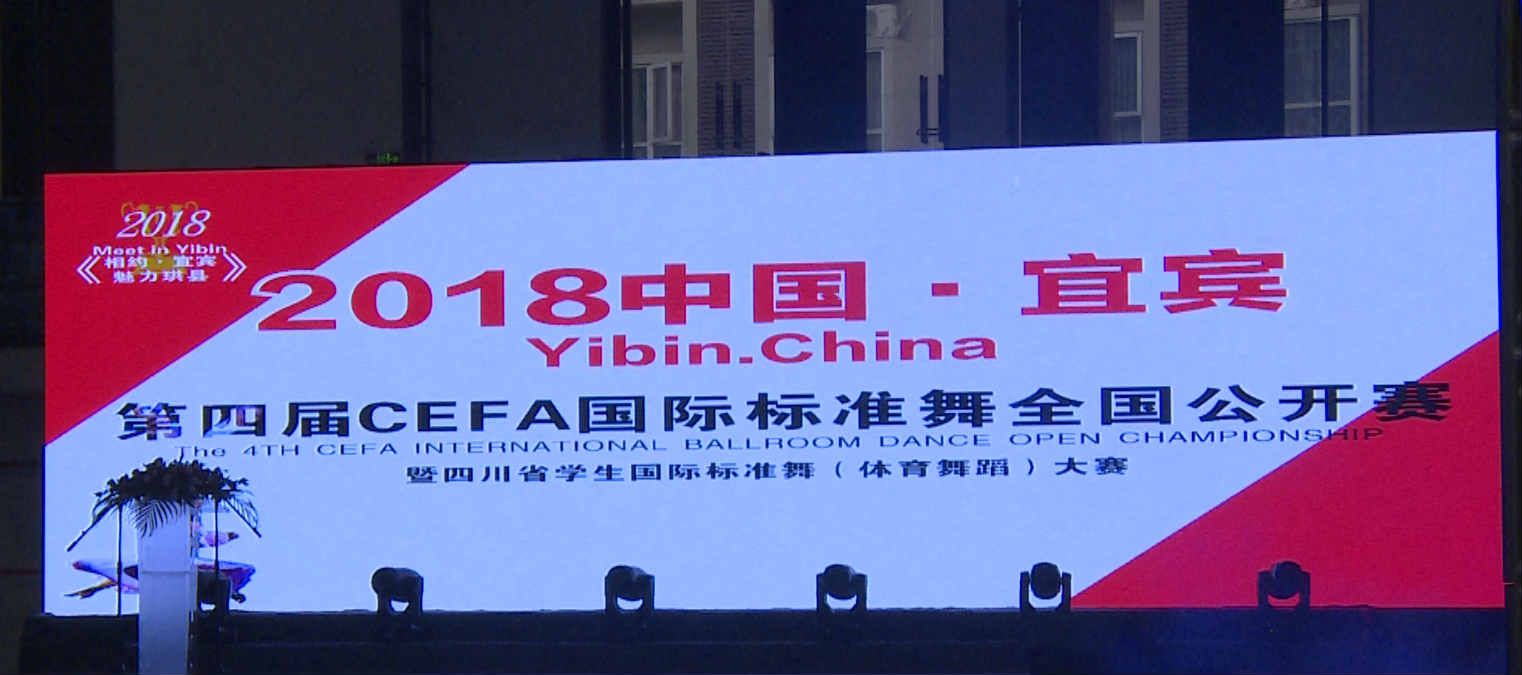 2018
Meet in Yibin
《相约·宜宾
魅力珙县》
2018中国·宜宾
Yibin.China
第四届CEFA国际标准舞全国公开赛
The 4TH CEFA INTERNATIONAL BALLROOM DANCE OPEN CHAMPIONSHIP
暨四川省学生国际标准舞(体育舞蹈)大赛